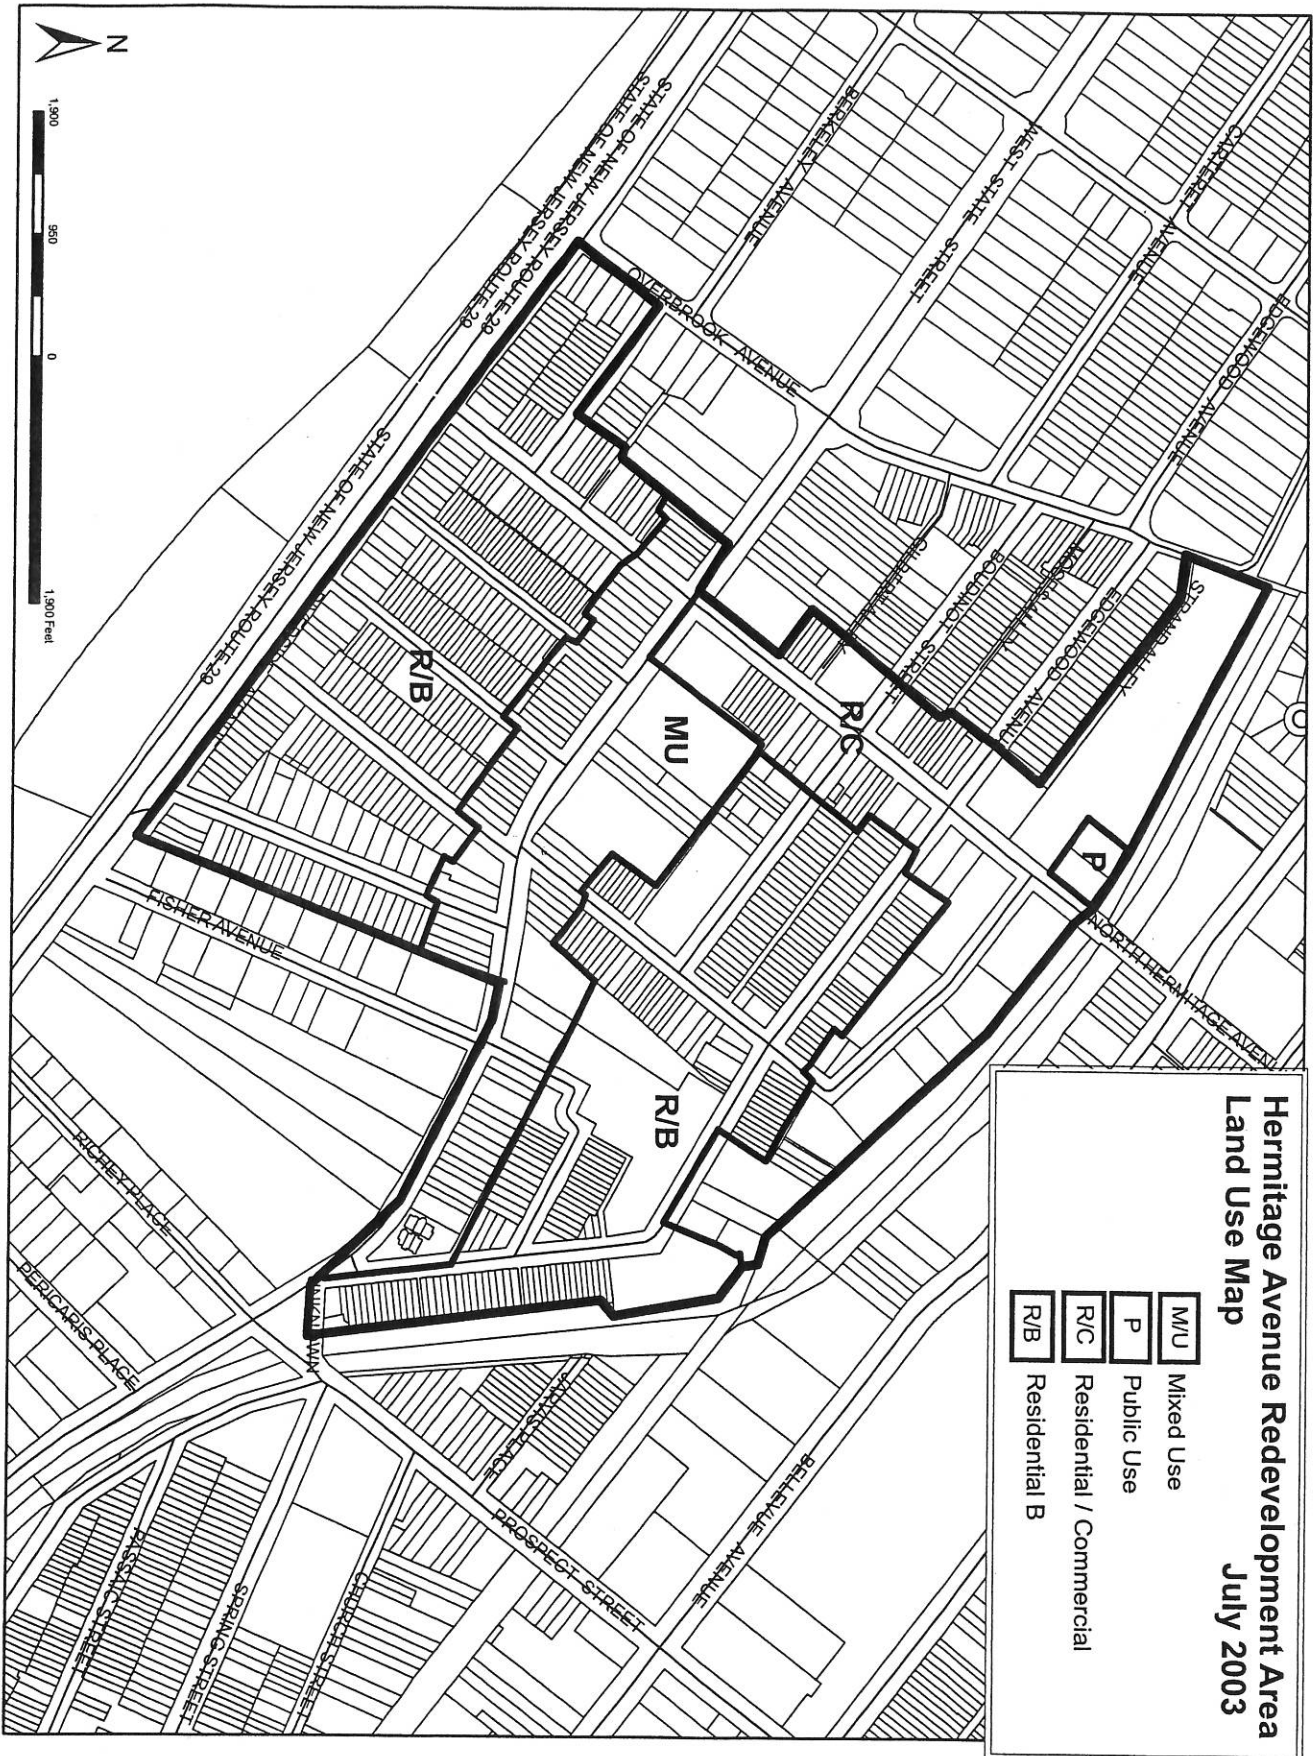 Hermitage Avenue Redevelopment Area
Land Use Map
July 2003
M/U Mixed Use
P Public Use
R/C Residential / Commercial
R/B Residential B
CARTERET AVENUE
EDGEWOOD AVENUE
BERKELEY AVENUE
WEST STATE STREET
STATE OF NEW JERSEY ROUTE 29
STATE OF NEW JERSEY ROUTE 29
OVERBROOK AVENUE
BOUDINOT STREET
EDGEWOOD AVENU
STRAND ALLEY
P
NORTH HERMITAGE AVENU
R/C
MU
R/B
STATE OF NEW JERSEY ROUTE 29
R/B
FISHER AVENUE
RICHEY PLACE
PERICARIS PLACE
JARVIS PLACE
BELLEVUE AVENUE
PROSPECT STREET
CHURCH STREET
SPRING STREET
PASSAIC STREET
N
1,900 950 0 1,900 Feet